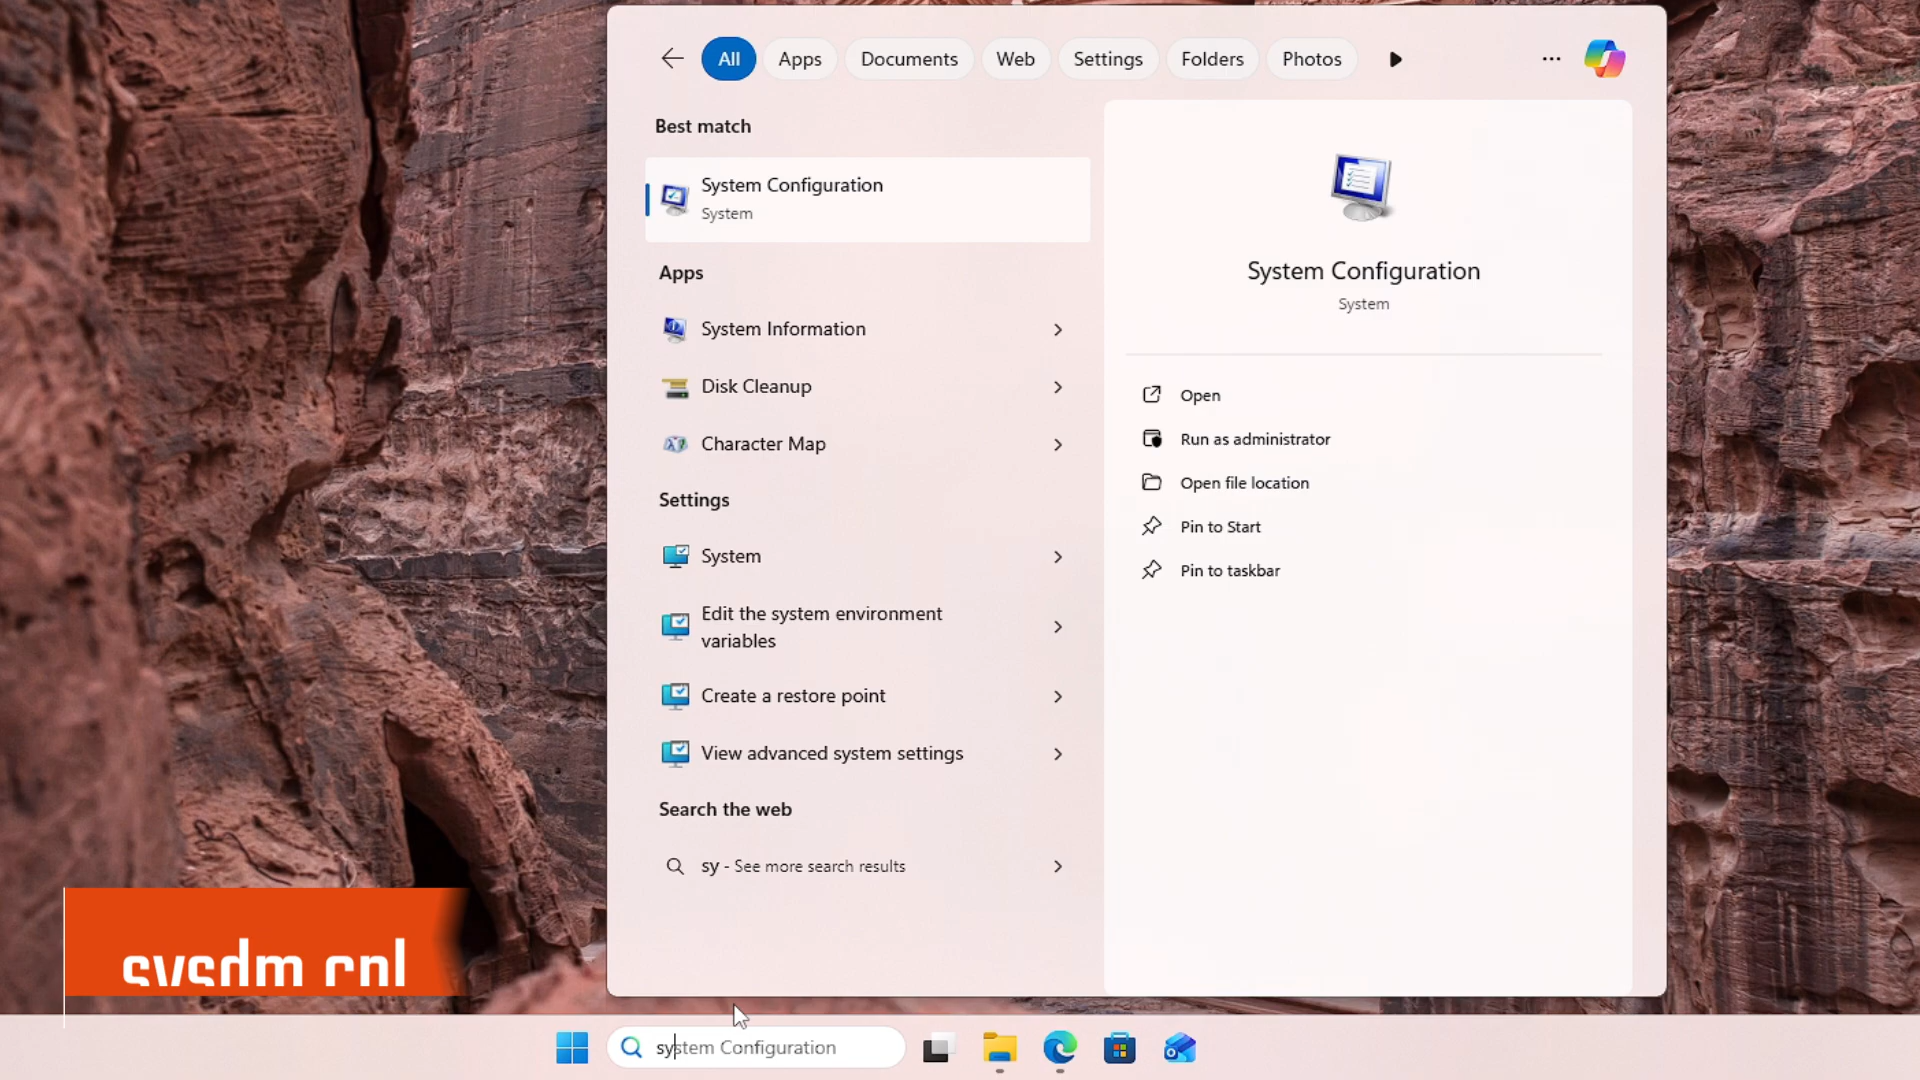 All
Apps
Documents
Web
Settings
Folders
Photos
Best match
System Configuration
System
Apps
System Information
Disk Cleanup
Character Map
Settings
System
Edit the system environment
variables
Create a restore point
View advanced system settings
Search the web
sy - See more search results
System Configuration
System
Open
Run as administrator
Open file location
Pin to Start
Pin to taskbar
system Configuration